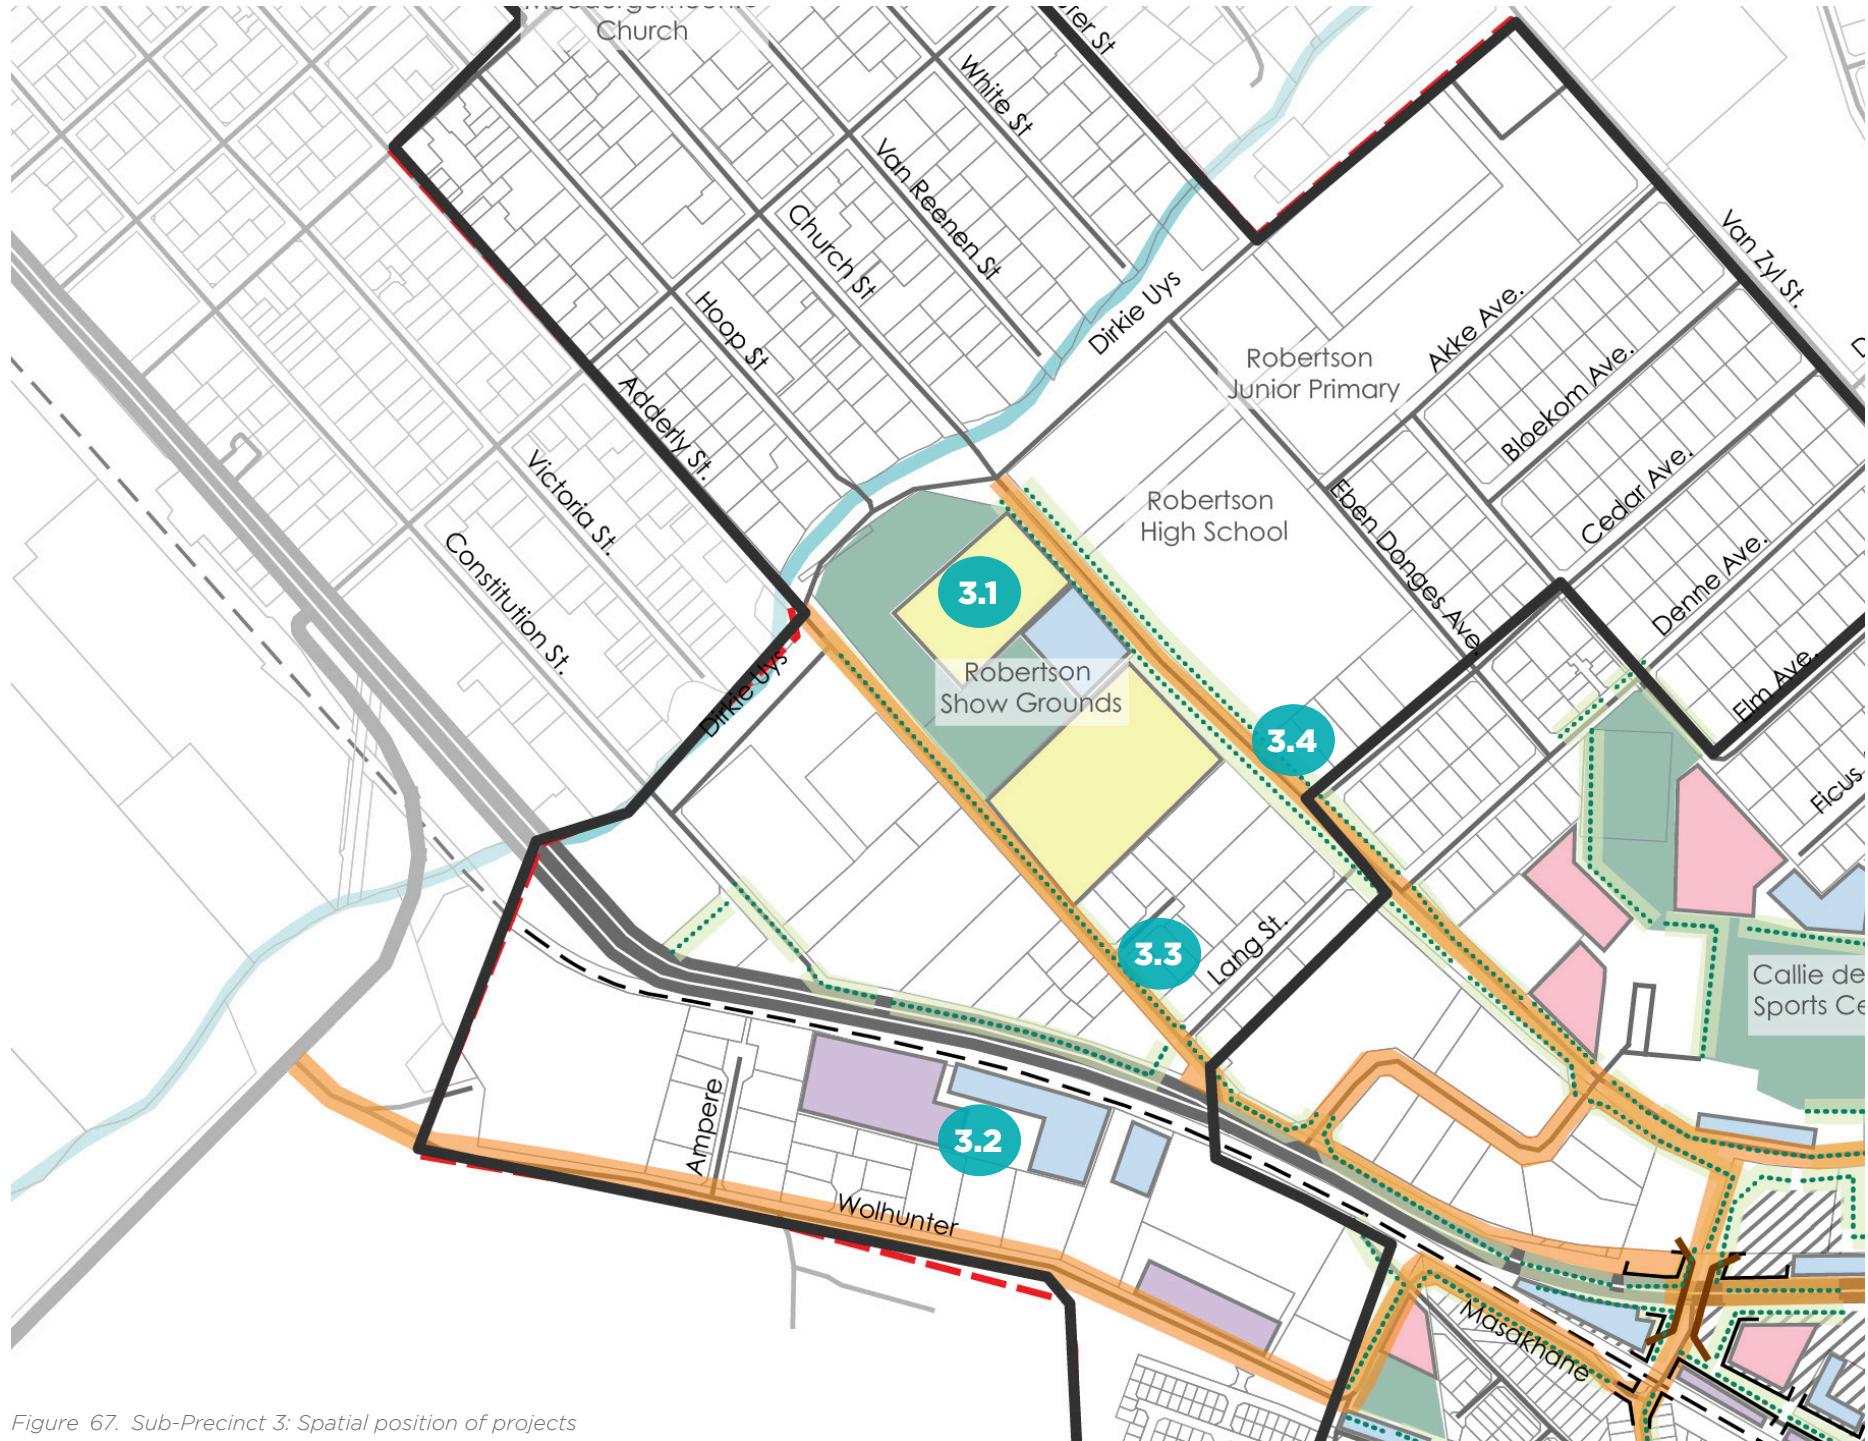 Church
White St
Van Reenen St
Church St
Hoop St
Adderly St.
Victoria St.
Constitution St.
Dirkie Uys
Dirkie Uys
Van Zyl St.
Robertson
Junior Primary
Akke Ave.
Bloekom Ave.
Cedar Ave.
Denne Ave.
Elm Ave.
Ficus
Eben Donges Ave.
Robertson
High School
3.1
Robertson
Show Grounds
3.4
3.3
Lang St.
Callie de
Sports Ce
3.2
Ampere
Wolhunter
Masakhane
Figure 67. Sub-Precinct 3: Spatial position of projects